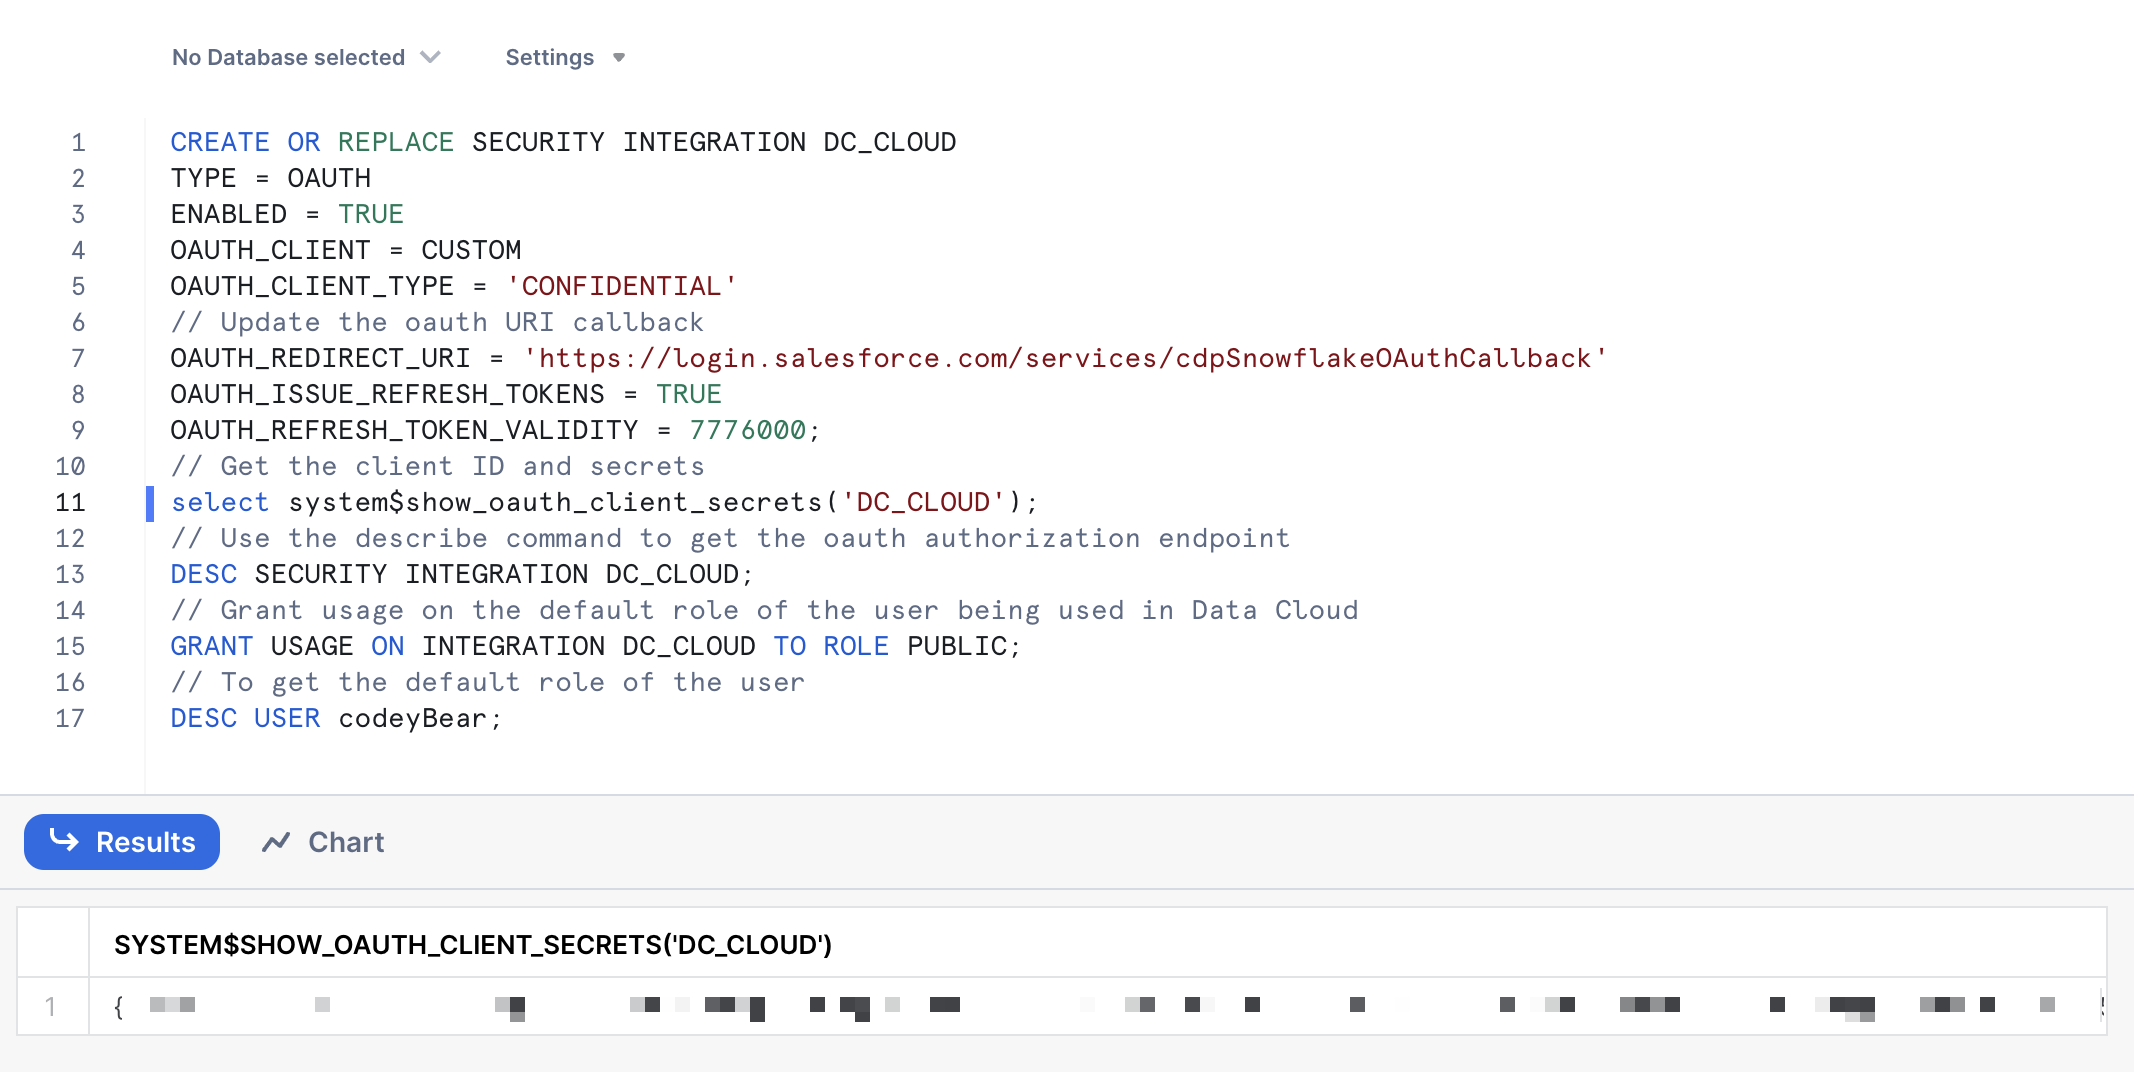 No Database selected Settings
1 CREATE OR REPLACE SECURITY INTEGRATION DC_CLOUD
2 TYPE = OAUTH
3 ENABLED = TRUE
4 OAUTH_CLIENT = CUSTOM
5 OAUTH_CLIENT_TYPE = 'CONFIDENTIAL'
6 // Update the oauth URI callback
7 OAUTH_REDIRECT_URI = 'https://login.salesforce.com/services/cdpSnowflakeOAuthCallback'
8 OAUTH_ISSUE_REFRESH_TOKENS = TRUE
9 OAUTH_REFRESH_TOKEN_VALIDITY = 7776000;
10 // Get the client ID and secrets
11 select system$show_oauth_client_secrets('DC_CLOUD');
12 // Use the describe command to get the oauth authorization endpoint
13 DESC SECURITY INTEGRATION DC_CLOUD;
14 // Grant usage on the default role of the user being used in Data Cloud
15 GRANT USAGE ON INTEGRATION DC_CLOUD TO ROLE PUBLIC;
16 // To get the default role of the user
17 DESC USER codeyBear;
Results Chart
SYSTEM$SHOW_OAUTH_CLIENT_SECRETS('DC_CLOUD')
1 {